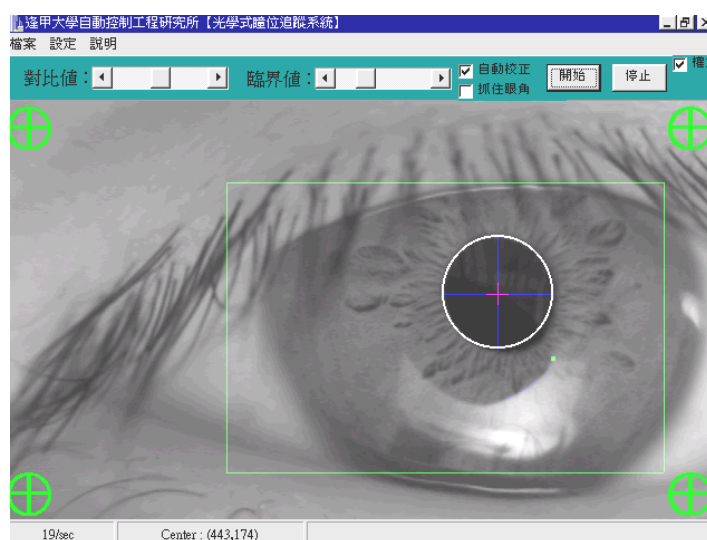 逢甲大學自動控制工程研究所【光學式瞳位追蹤系統】
檔案 設定 說明
對比值： 臨界值： 自動校正 開始 停止 檔
抓住眼角
19/sec Center : (443,174)